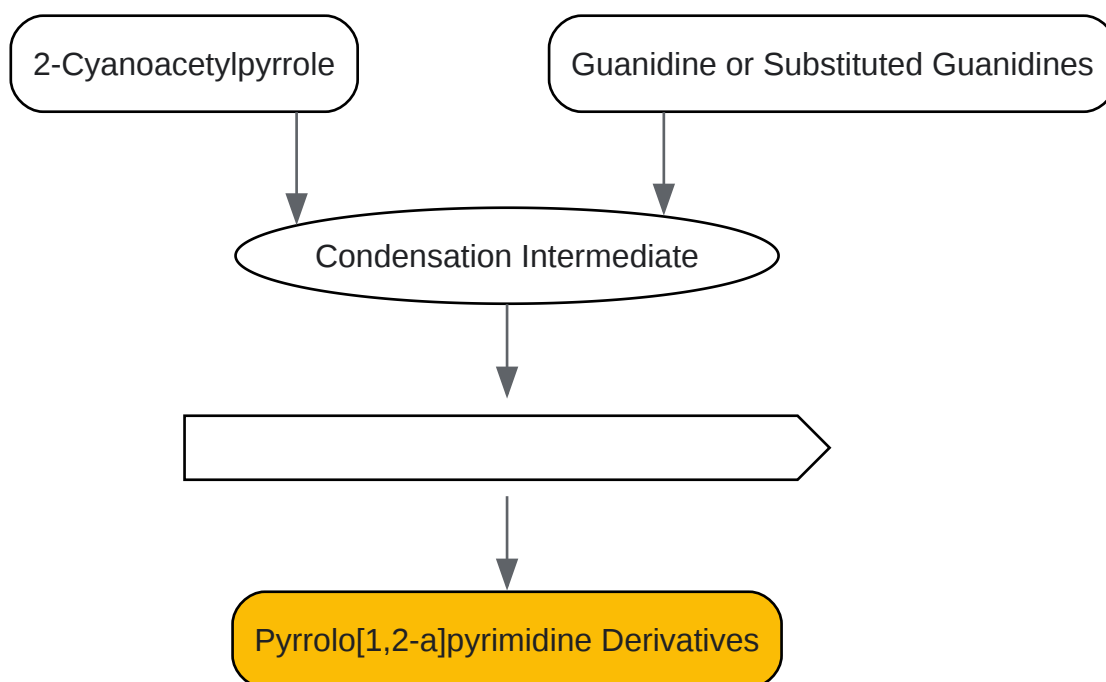 2-Cyanoacetylpyrrole
Guanidine or Substituted Guanidines
Condensation Intermediate
Pyrrolo[1,2-a]pyrimidine Derivatives